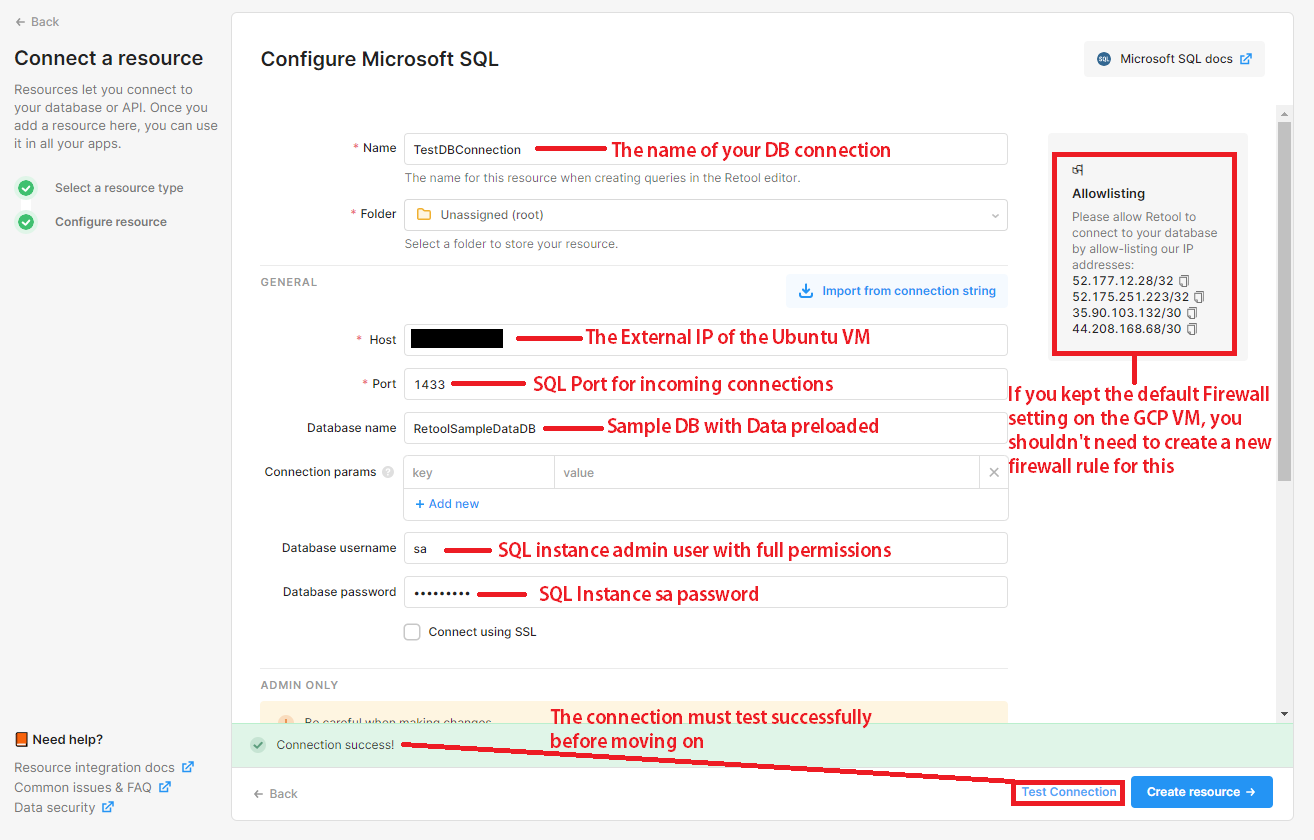 ← Back
Connect a resource
Resources let you connect to
your database or API. Once you
add a resource here, you can use
it in all your apps.
Select a resource type
Configure resource
Need help?
Resource integration docs
Common issues & FAQ
Data security
Configure Microsoft SQL
SQL Microsoft SQL docs
* Name TestDBConnection The name of your DB connection
The name for this resource when creating queries in the Retool editor.
* Folder Unassigned (root)
Select a folder to store your resource.
GENERAL
Import from connection string
* Host The External IP of the Ubuntu VM
* Port 1433 SQL Port for incoming connections
Database name RetoolSampleDataDB Sample DB with Data preloaded
Connection params ? key value ×
+ Add new
Database username sa SQL instance admin user with full permissions
Database password ••••••••• SQL Instance sa password
Connect using SSL
ADMIN ONLY
Be careful when making changes
Allowlisting
Please allow Retool to
connect to your database
by allow-listing our IP
addresses:
52.177.12.28/32
52.175.251.223/32
35.90.103.132/30
44.208.168.68/30
If you kept the default Firewall
setting on the GCP VM, you
shouldn't need to create a new
firewall rule for this
The connection must test successfully
before moving on
Connection success!
← Back
Test Connection
Create resource →